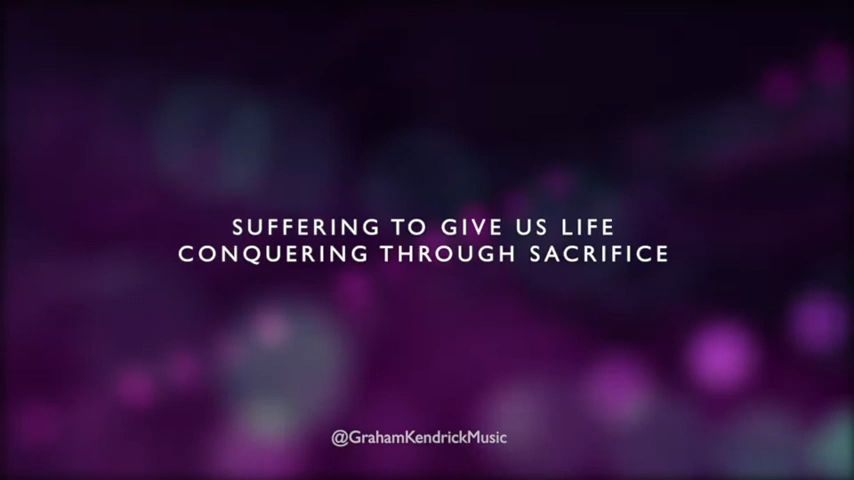 SUFFERING TO GIVE US LIFE
CONQUERING THROUGH SACRIFICE
@GrahamKendrickMusic